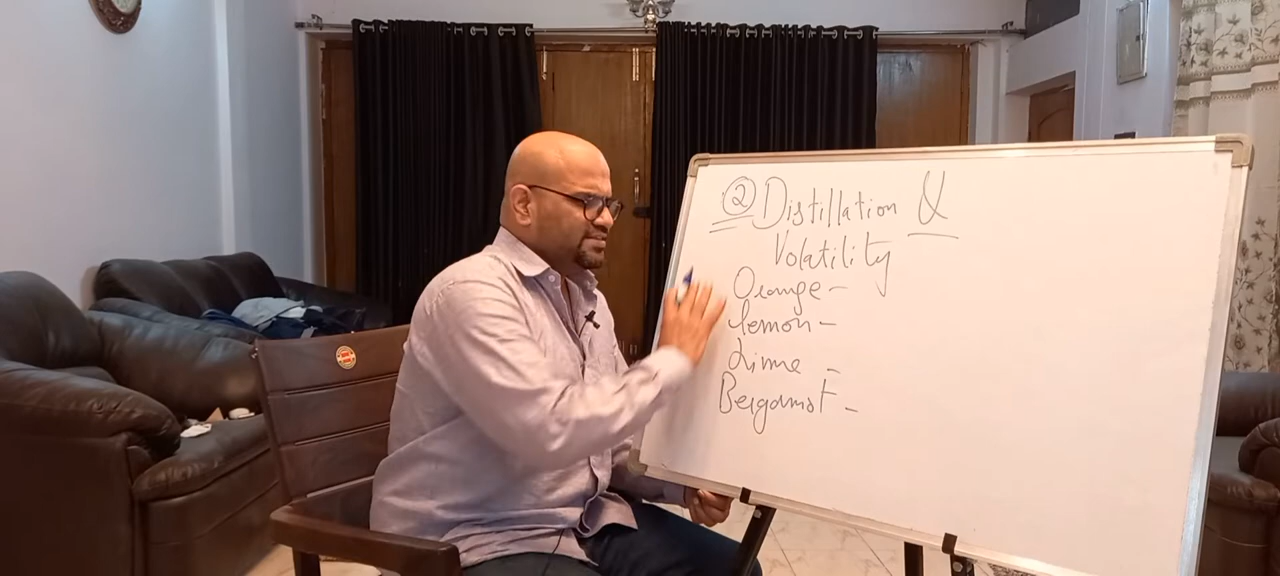 ② Distillation &
Volatility
Orange -
lemon -
Lime -
Bergamot -